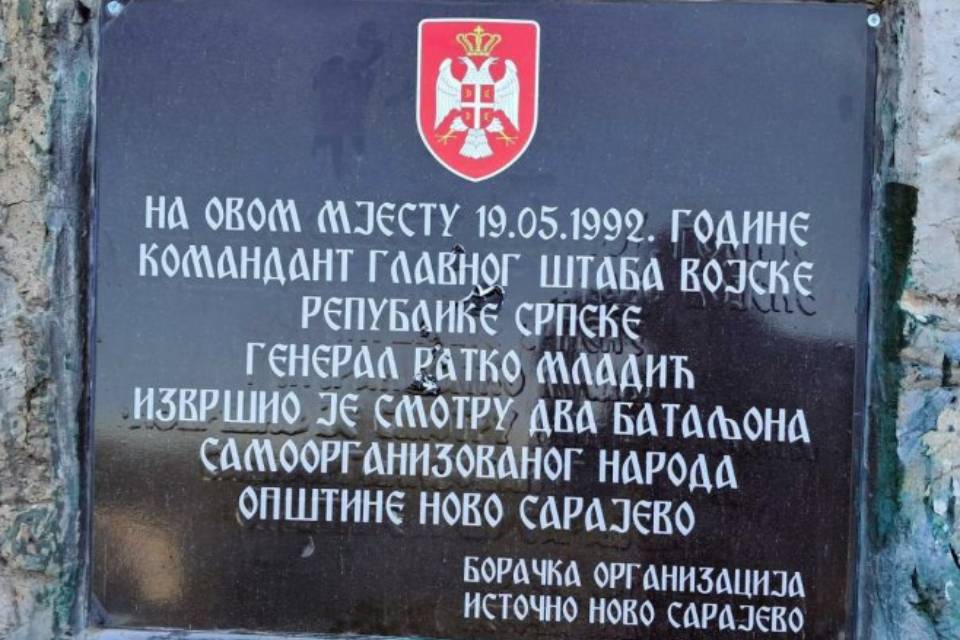 НА ОВОМ МЈЕСТУ 19.05.1992. ГОДИНЕ
КОМАНДАНТ ГЛАВНОГ ШТАБА ВОЈСКЕ
РЕПУБЛИКЕ СРПСКЕ
ГЕНЕРАЛ РАТКО МЛАДИЋ
ИЗВРШИО ЈЕ СМОТРУ ДВА БАТАЉОНА
САМООРГАНИЗОВАНОГ НАРОДА
ОПШТИНЕ НОВО САРАЈЕВО
БОРАЧКА ОРГАНИЗАЦИЈА
ИСТОЧНО НОВО САРАЈЕВО